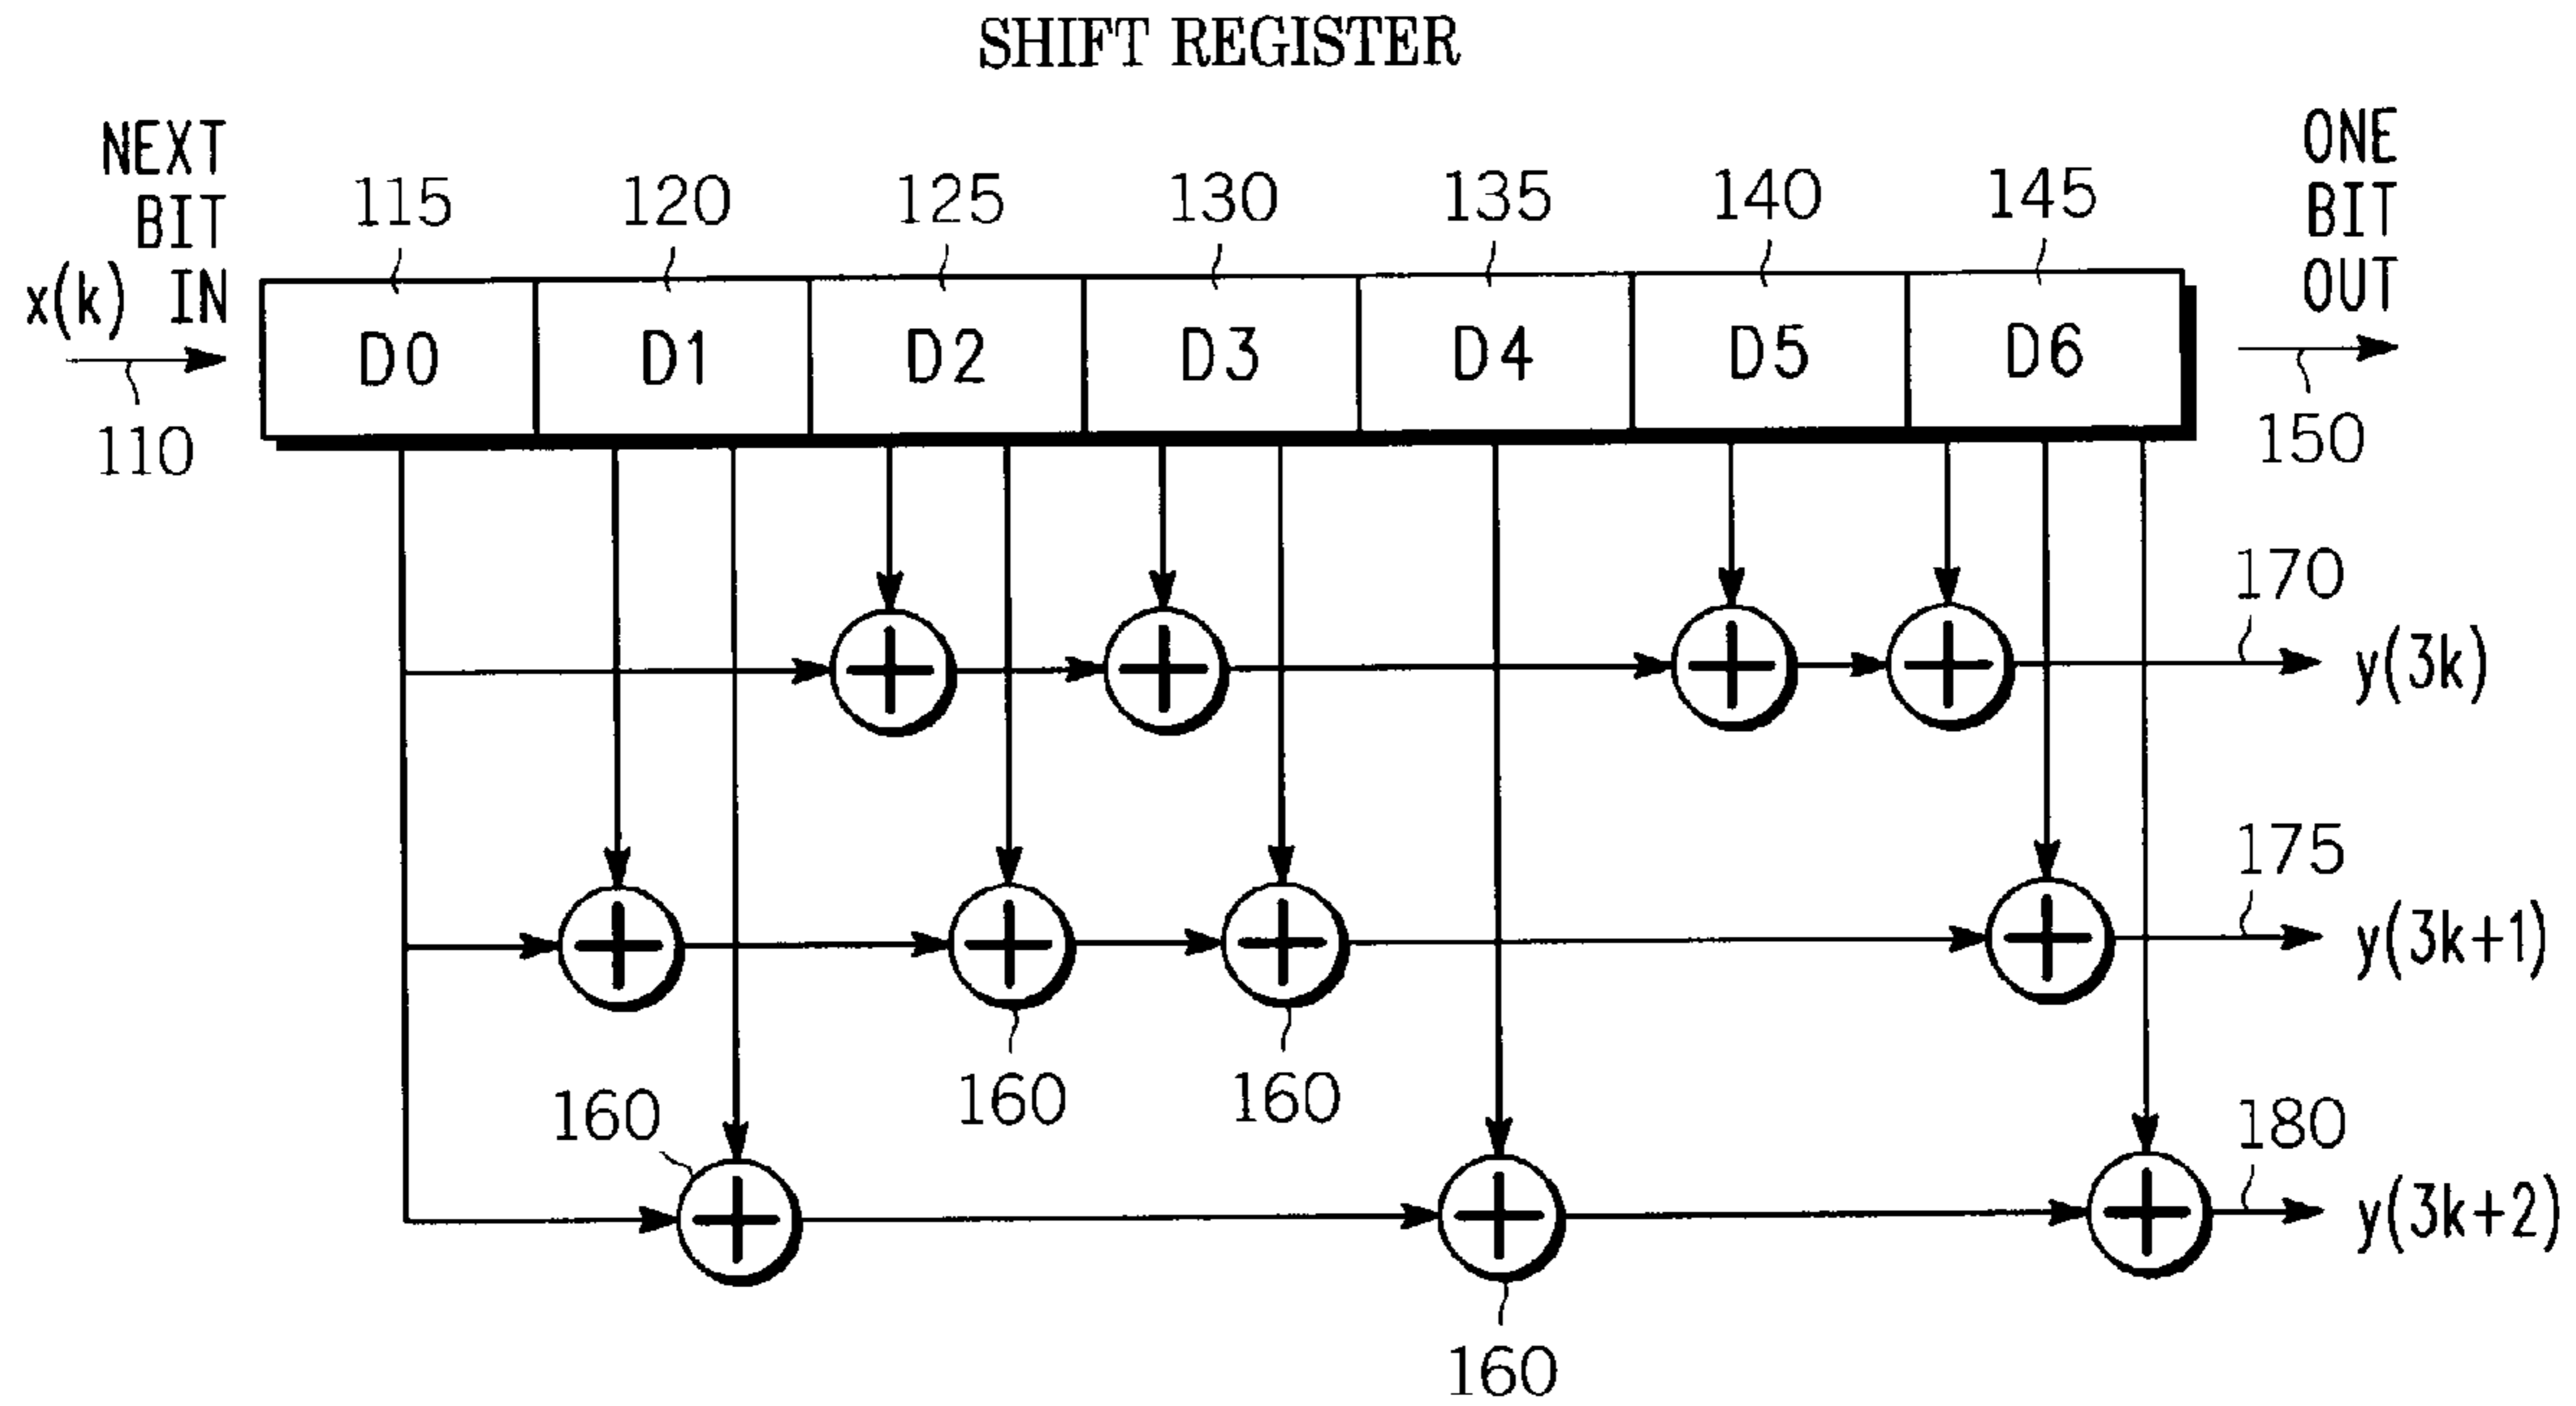 SHIFT REGISTER
NEXT
BIT
x(k) IN
110
115
120
125
130
135
140
145
ONE
BIT
OUT
150
D0
D1
D2
D3
D4
D5
D6
170
y(3k)
175
y(3k+1)
160
160
160
180
y(3k+2)
160